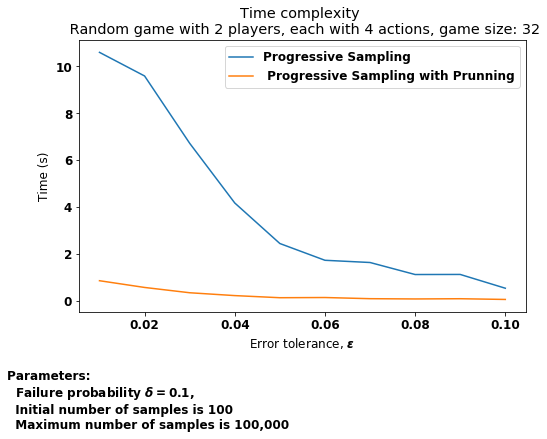 Time complexity
Random game with 2 players, each with 4 actions, game size: 32
Progressive Sampling
Progressive Sampling with Prunning
10
8
6
4
2
0
Time (s)
0.02 0.04 0.06 0.08 0.10
Error tolerance, ε
Parameters:
Failure probability δ = 0.1,
Initial number of samples is 100
Maximum number of samples is 100,000